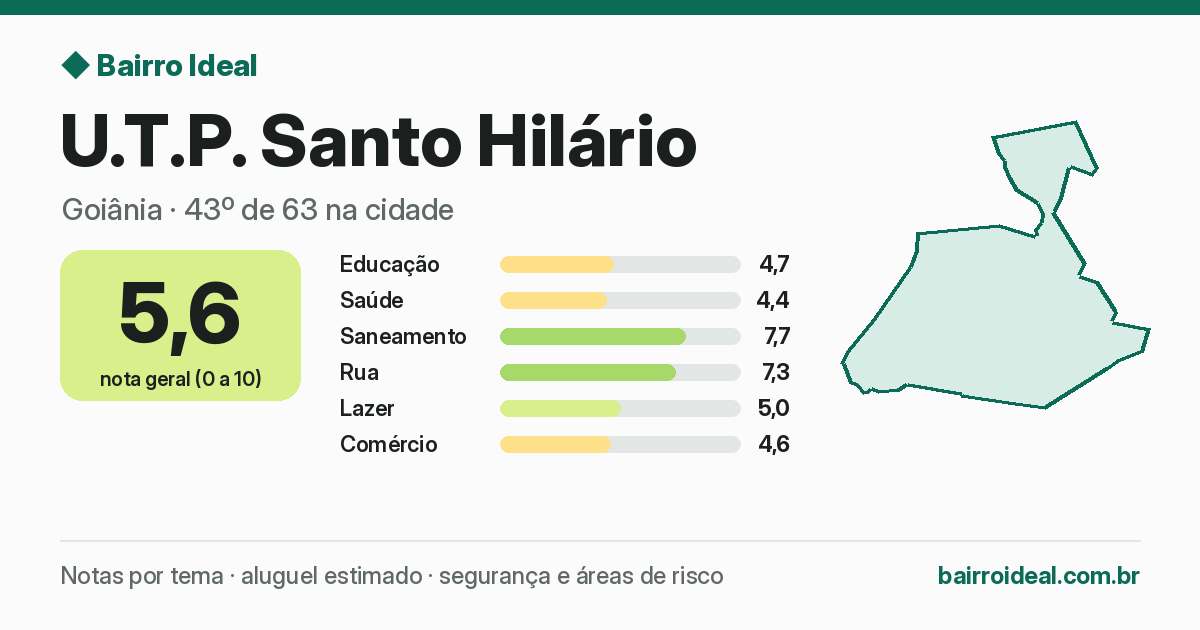 Bairro Ideal
U.T.P. Santo Hilário
Goiânia · 43º de 63 na cidade
5,6
nota geral (0 a 10)
Educação 4,7
Saúde 4,4
Saneamento 7,7
Rua 7,3
Lazer 5,0
Comércio 4,6
Notas por tema · aluguel estimado · segurança e áreas de risco
bairroideal.com.br